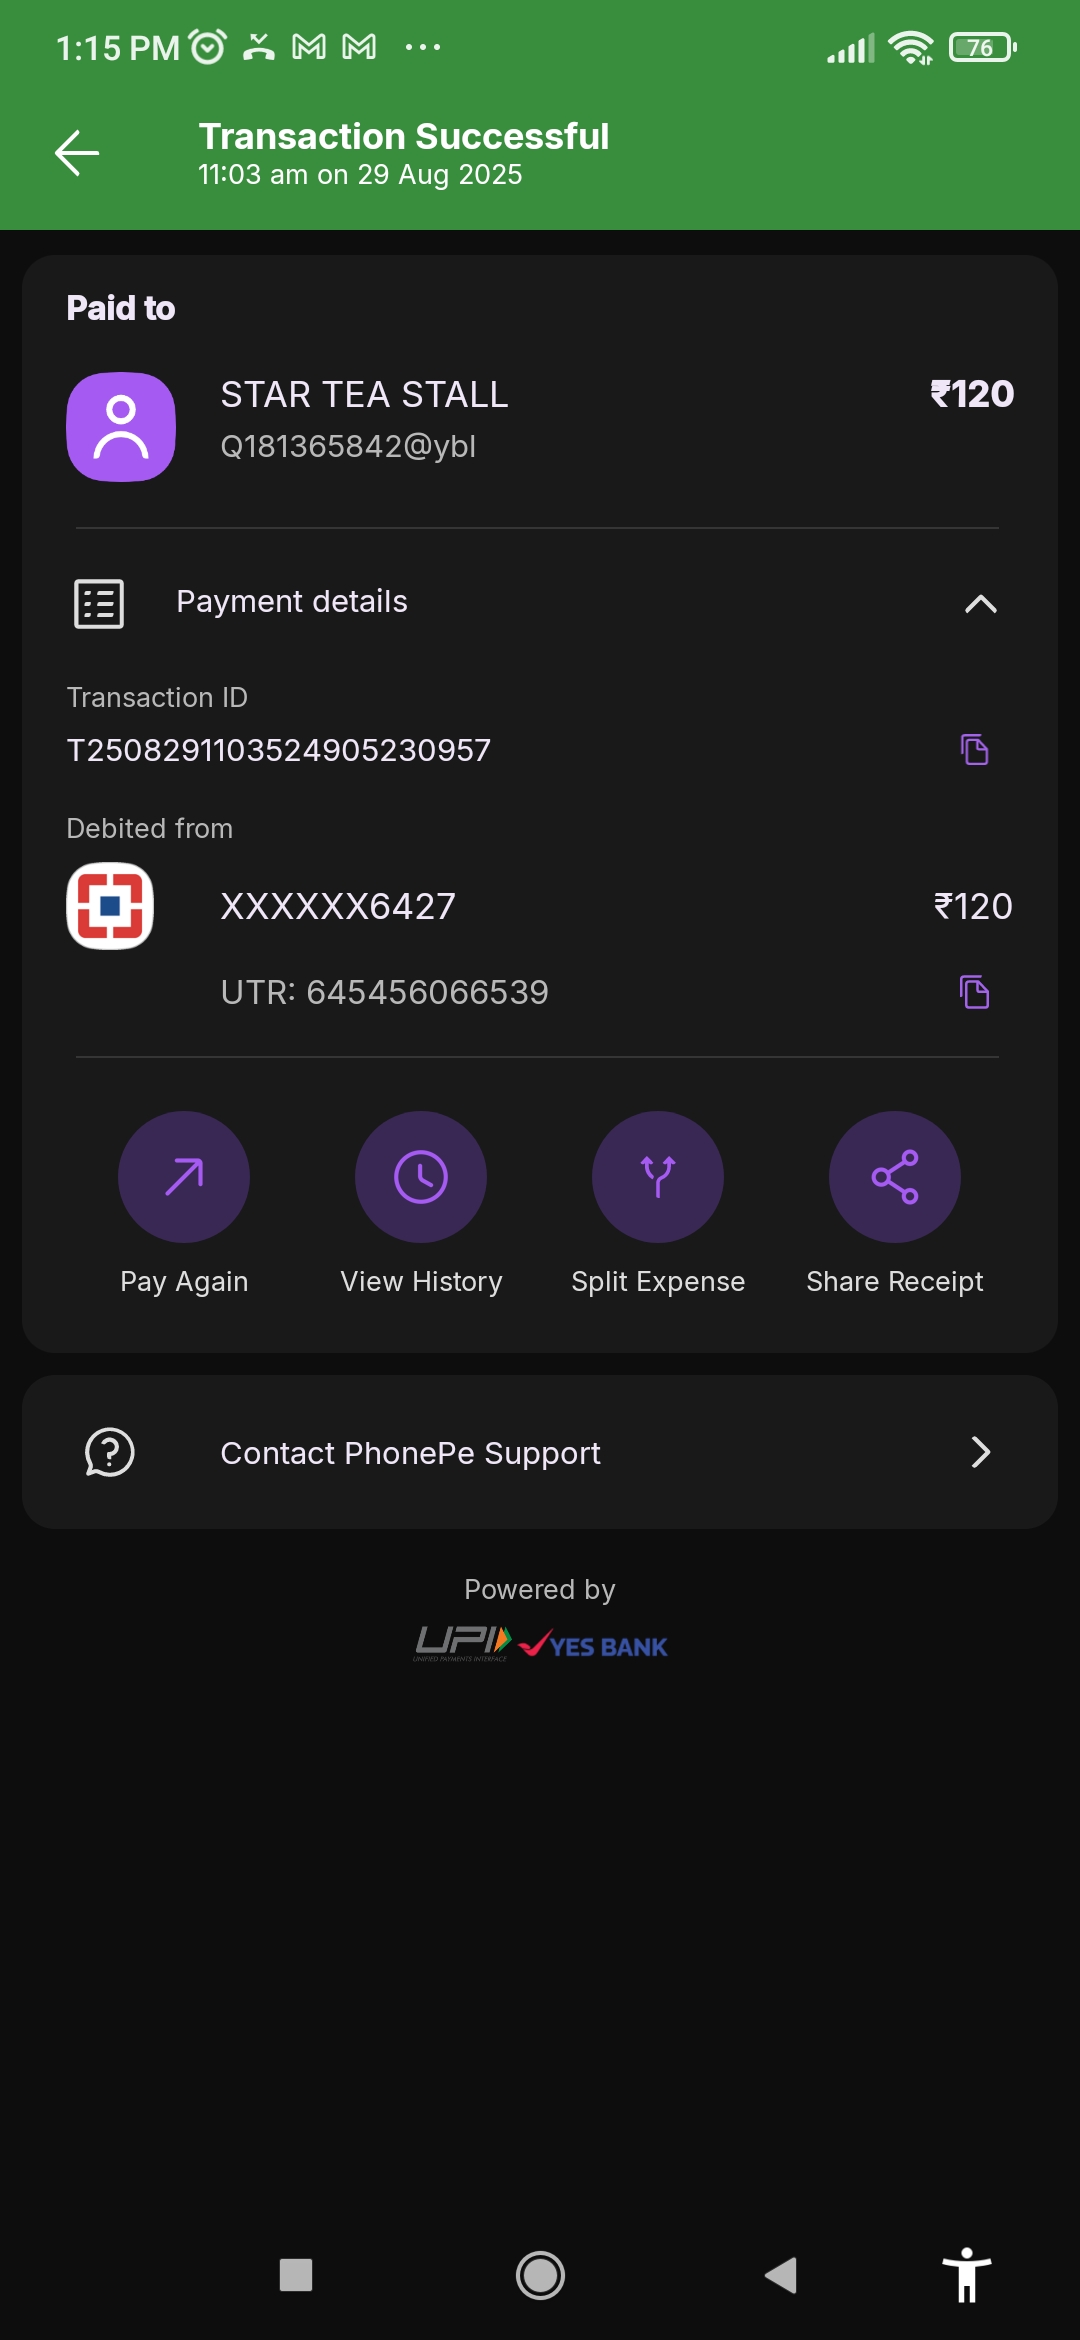 1:15 PM
76
Transaction Successful
11:03 am on 29 Aug 2025
Paid to
STAR TEA STALL
₹120
Q181365842@ybl
Payment details
Transaction ID
T2508291103524905230957
Debited from
XXXXXX6427
₹120
UTR: 645456066539
Pay Again
View History
Split Expense
Share Receipt
Contact PhonePe Support
Powered by
UPI
UNIFIED PAYMENTS INTERFACE
YES BANK